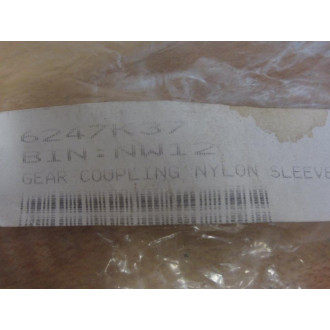 6247K37
BIN:NW12
GEAR COUPLING NYLON SLEEVE